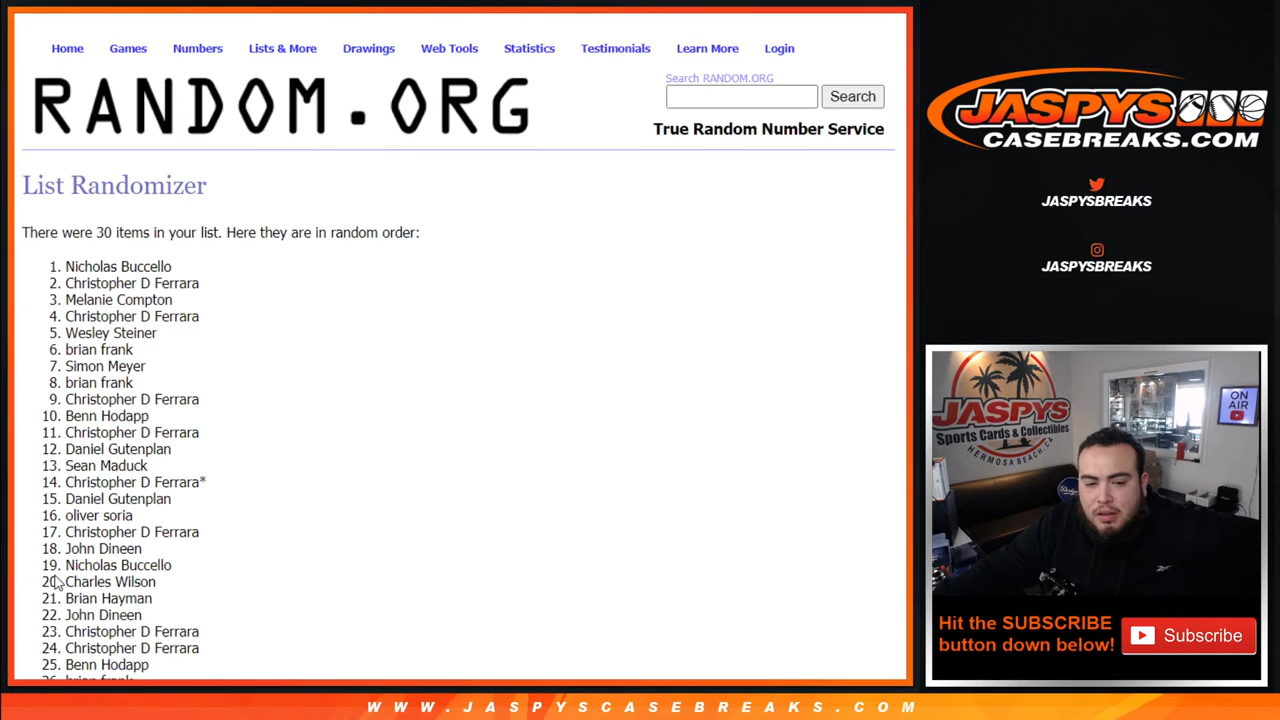 Home Games Numbers Lists & More Drawings Web Tools Statistics Testimonials Learn More Login
RANDOM.ORG
Search RANDOM.ORG
Search
True Random Number Service
List Randomizer
There were 30 items in your list. Here they are in random order:
1. Nicholas Buccello
2. Christopher D Ferrara
3. Melanie Compton
4. Christopher D Ferrara
5. Wesley Steiner
6. brian frank
7. Simon Meyer
8. brian frank
9. Christopher D Ferrara
10. Benn Hodapp
11. Christopher D Ferrara
12. Daniel Gutenplan
13. Sean Maduck
14. Christopher D Ferrara*
15. Daniel Gutenplan
16. oliver soria
17. Christopher D Ferrara
18. John Dineen
19. Nicholas Buccello
20. Charles Wilson
21. Brian Hayman
22. John Dineen
23. Christopher D Ferrara
24. Christopher D Ferrara
25. Benn Hodapp
26. brian frank
JASPYS
CASEBREAKS.COM
JASPYSBREAKS
JASPYSBREAKS
JASPYS
Sports Cards & Collectibles
HERMOSA BEACH, CA
ON AIR
Dodgers
Hit the SUBSCRIBE
button down below!
Subscribe
WWW.JASPYSCASEBREAKS.COM